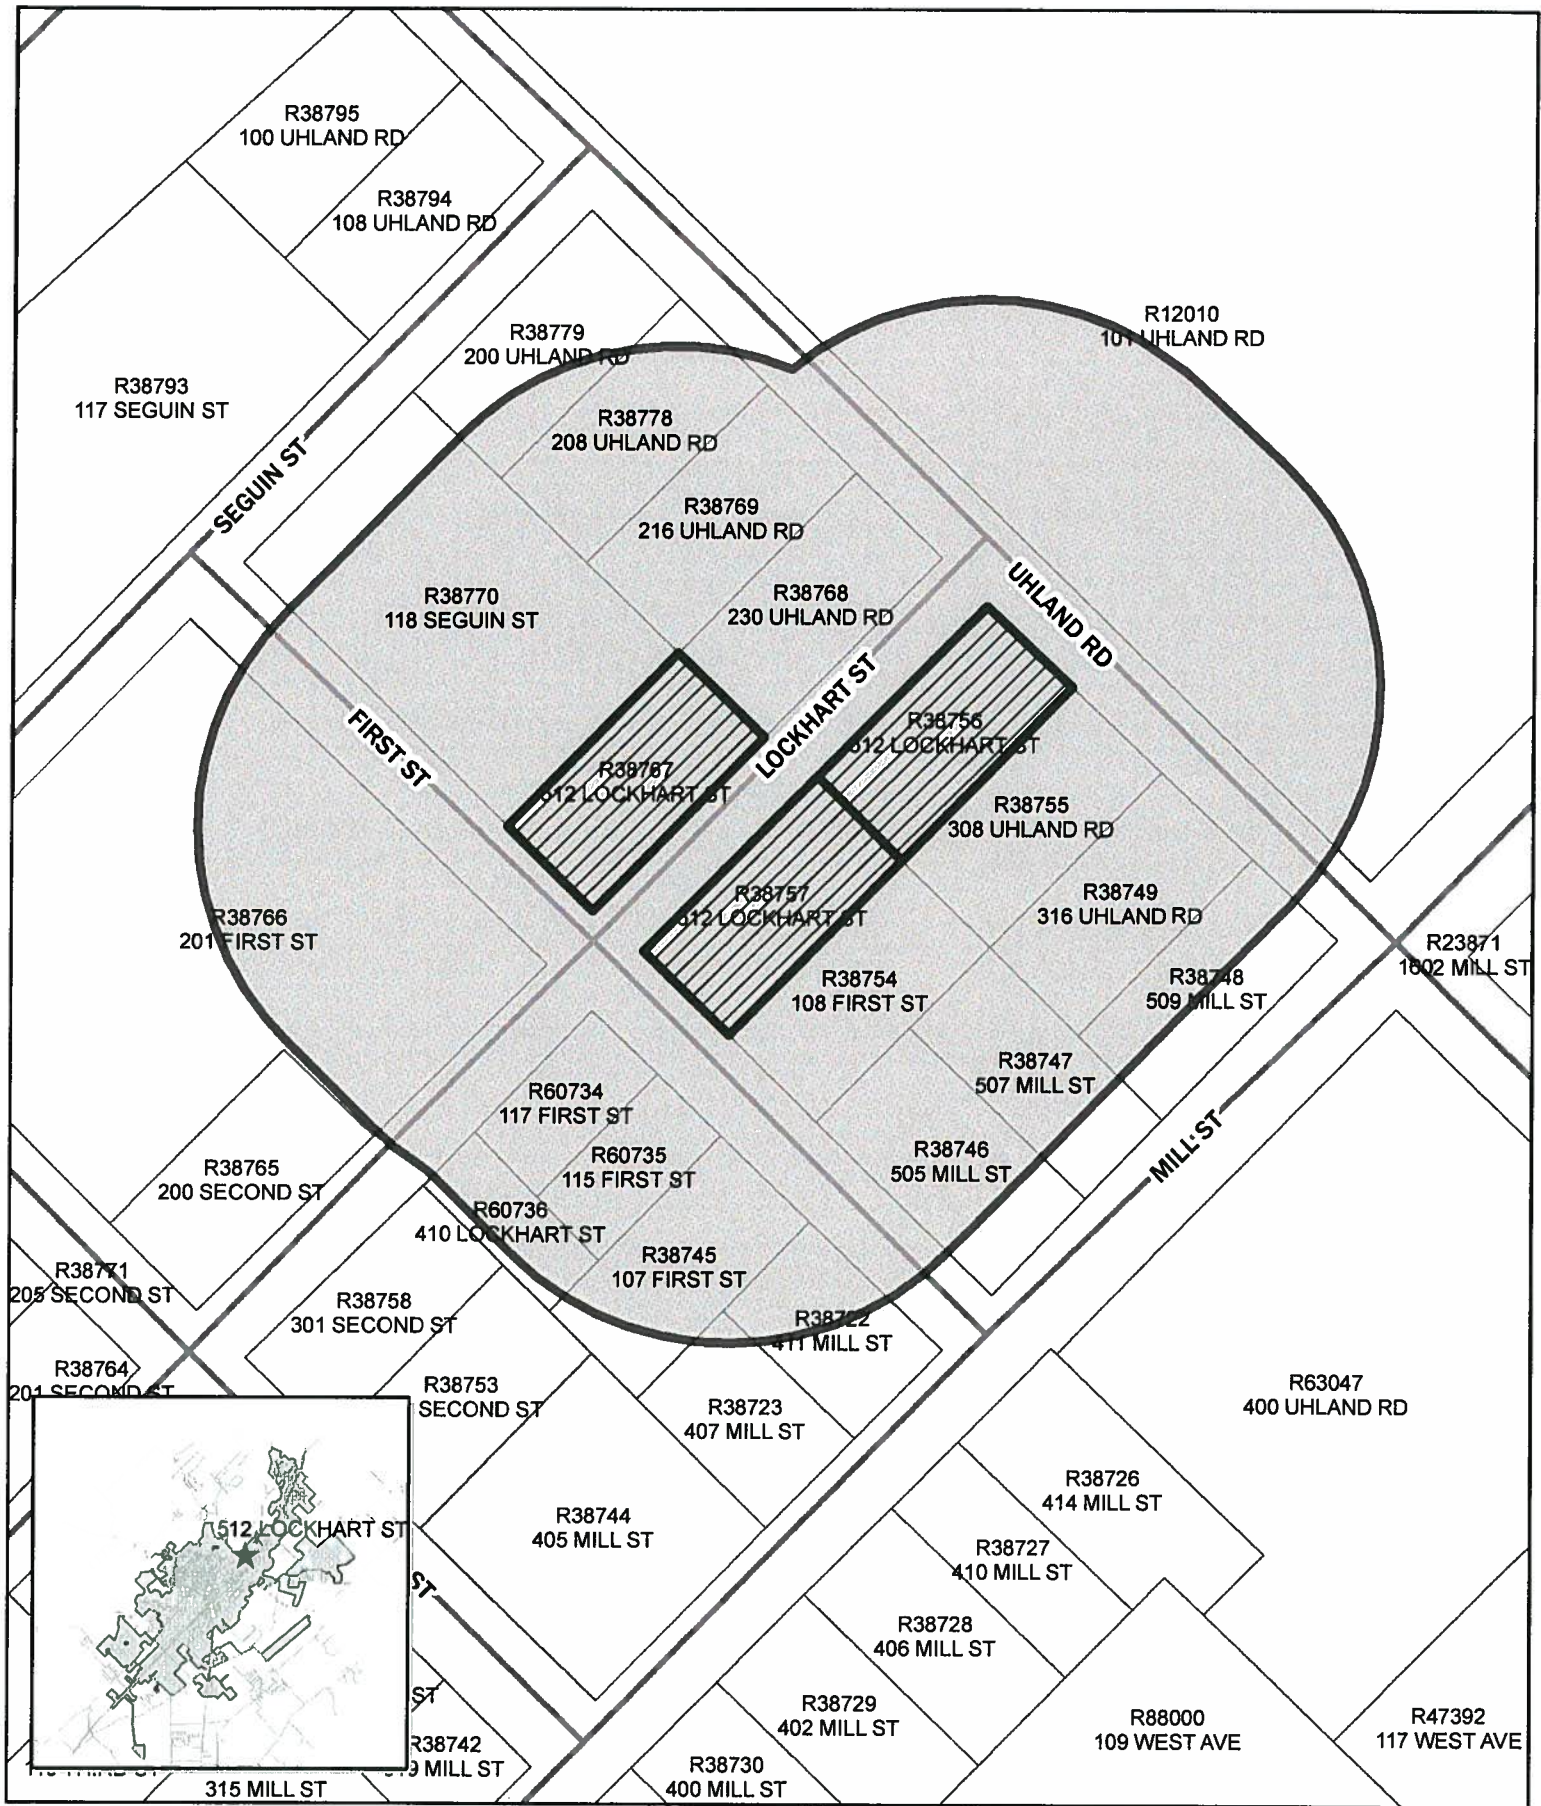 R38795
100 UHLAND RD
R38794
108 UHLAND RD
R12010
101 UHLAND RD
R38779
200 UHLAND RD
R38793
117 SEGUIN ST
R38778
208 UHLAND RD
SEGUIN ST
R38769
216 UHLAND RD
R38770
118 SEGUIN ST
R38768
230 UHLAND RD
UHLAND RD
LOCKHART ST
FIRST ST
R38756
512 LOCKHART ST
R38767
512 LOCKHART ST
R38755
308 UHLAND RD
R38757
512 LOCKHART ST
R38749
316 UHLAND RD
R38766
201 FIRST ST
R23871
1602 MILL ST
R38754
108 FIRST ST
R38748
509 MILL ST
R38747
507 MILL ST
R60734
117 FIRST ST
MILL ST
R38746
505 MILL ST
R60735
115 FIRST ST
R38765
200 SECOND ST
R60736
410 LOCKHART ST
R38745
107 FIRST ST
R38771
205 SECOND ST
R38758
301 SECOND ST
R38722
411 MILL ST
R38764
201 SECOND ST
R38753
SECOND ST
R38723
407 MILL ST
R63047
400 UHLAND RD
R38726
414 MILL ST
R38744
405 MILL ST
512 LOCKHART ST
R38727
410 MILL ST
ST
R38728
406 MILL ST
ST
R38729
402 MILL ST
R88000
109 WEST AVE
R47392
117 WEST AVE
R38742
MILL ST
R38730
400 MILL ST
THIRD ST
315 MILL ST